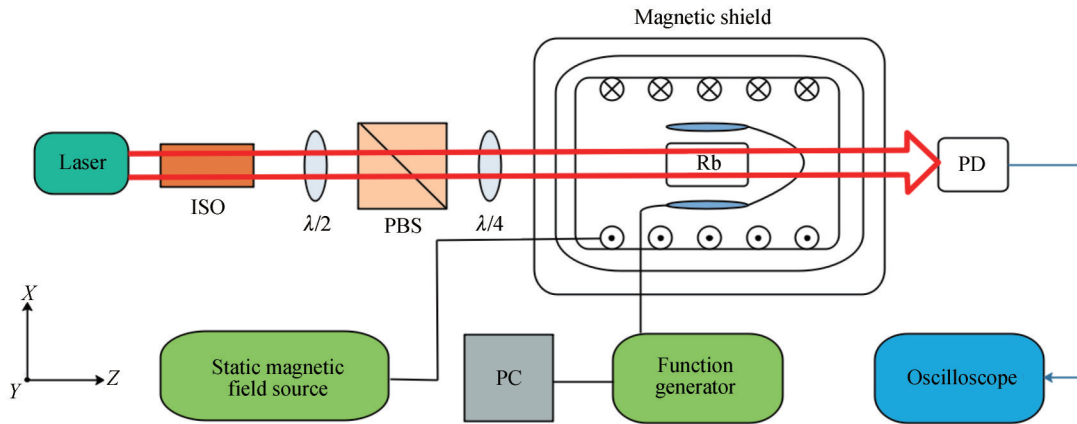 Magnetic shield
Laser
Rb
PD
ISO
λ/2
PBS
λ/4
X
Y
Z
Static magnetic
field source
PC
Function
generator
Oscilloscope